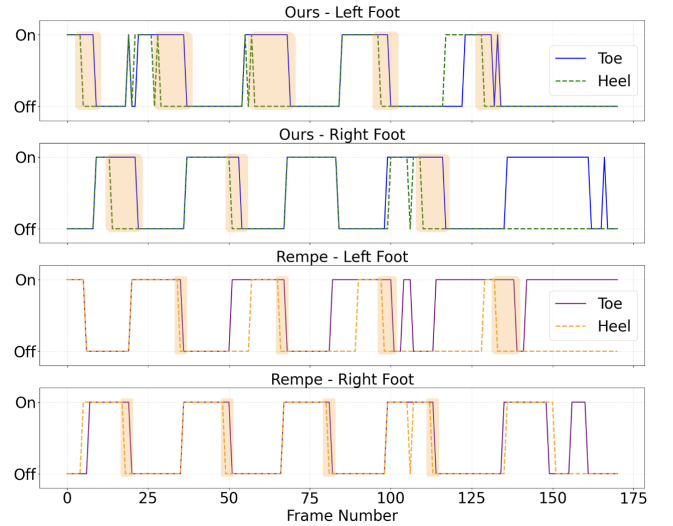 Ours - Left Foot
On
Off
Toe
Heel
Ours - Right Foot
On
Off
Rempe - Left Foot
On
Off
Toe
Heel
Rempe - Right Foot
On
Off
0 25 50 75 100 125 150 175
Frame Number